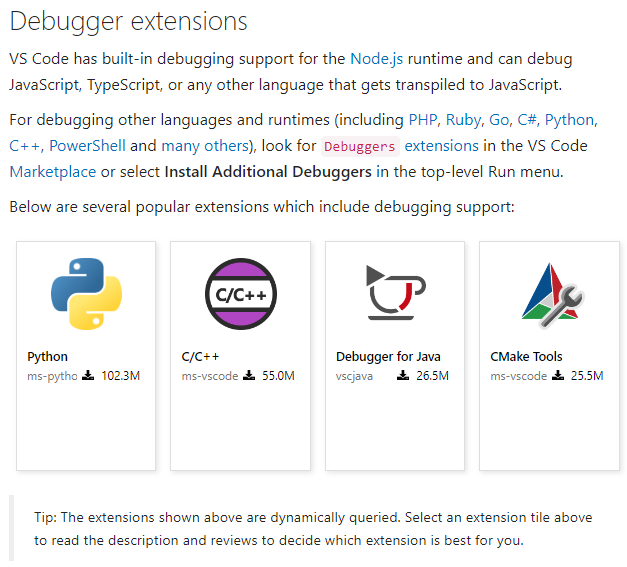 Debugger extensions
VS Code has built-in debugging support for the Node.js runtime and can debug
JavaScript, TypeScript, or any other language that gets transpiled to JavaScript.
For debugging other languages and runtimes (including PHP, Ruby, Go, C#, Python,
C++, PowerShell and many others), look for Debuggers extensions in the VS Code
Marketplace or select Install Additional Debuggers in the top-level Run menu.
Below are several popular extensions which include debugging support:
C/C++
Python
ms-pytho 102.3M
C/C++
ms-vscode 55.0M
Debugger for Java
vscjava 26.5M
CMake Tools
ms-vscode 25.5M
Tip: The extensions shown above are dynamically queried. Select an extension tile above
to read the description and reviews to decide which extension is best for you.